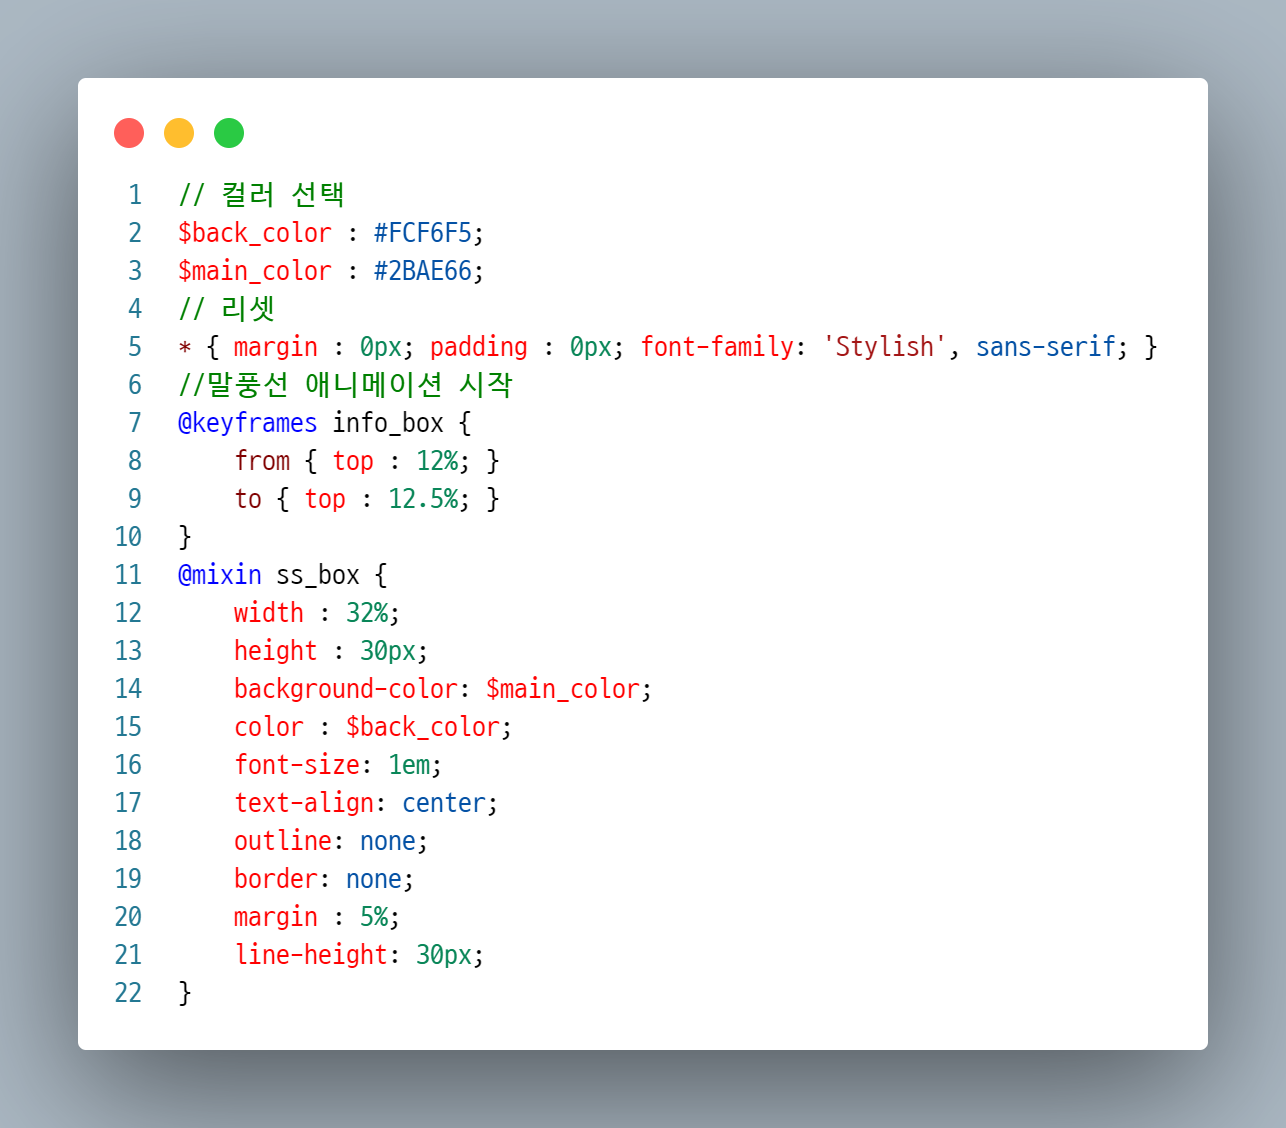 1 // 컬러 선택
2 $back_color : #FCF6F5;
3 $main_color : #2BAE66;
4 // 리셋
5 * { margin : 0px; padding : 0px; font-family: 'Stylish', sans-serif; }
6 //말풍선 애니메이션 시작
7 @keyframes info_box {
8     from { top : 12%; }
9     to { top : 12.5%; }
10 }
11 @mixin ss_box {
12     width : 32%;
13     height : 30px;
14     background-color: $main_color;
15     color : $back_color;
16     font-size: 1em;
17     text-align: center;
18     outline: none;
19     border: none;
20     margin : 5%;
21     line-height: 30px;
22 }